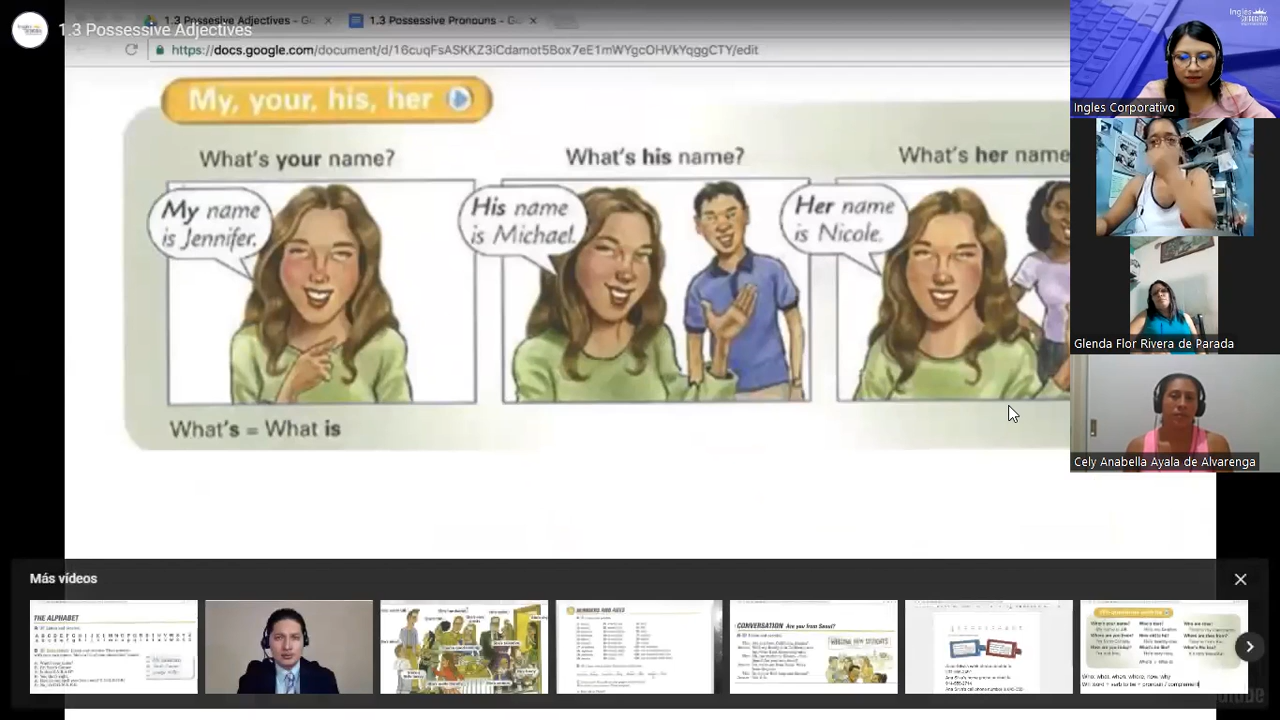 1.3 Possesive Adjectives - G
1.3 Possessive Pronouns - G
1.3 Possessive Adjectives
https://docs.google.com/document/d/16cuqFsASKKZ3iCdamot5Box7eE1mWYgcOHVkYqggCTY/edit
My, your, his, her
What's your name?
What's his name?
What's her name
My name
is Jennifer.
His name
is Michael.
Her name
is Nicole.
What's = What is
Ingles Corporativo
Glenda Flor Rivera de Parada
Cely Anabella Ayala de Alvarenga
Más vídeos
THE ALPHABET
NUMBERS AND AGES
CONVERSATION Are you from Seoul?